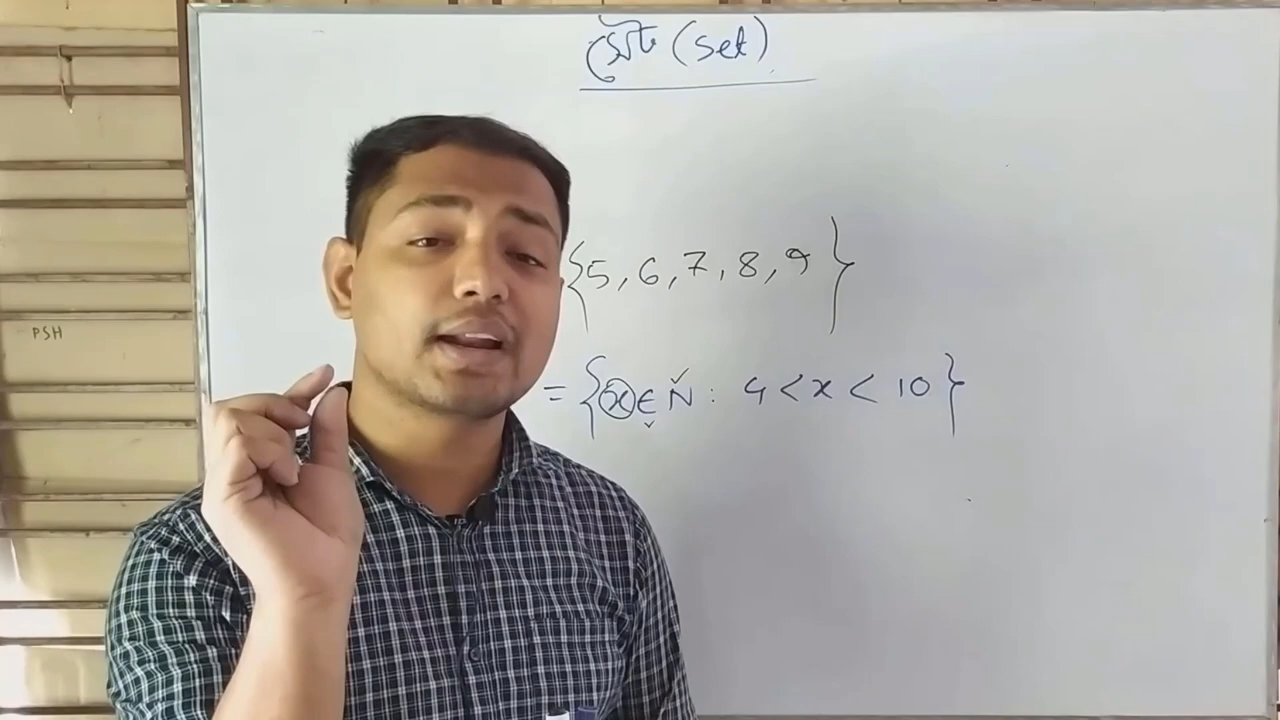 সেট (Set)
{5, 6, 7, 8, 9}
PSH
= {x ∈ N : 4 < x < 10}